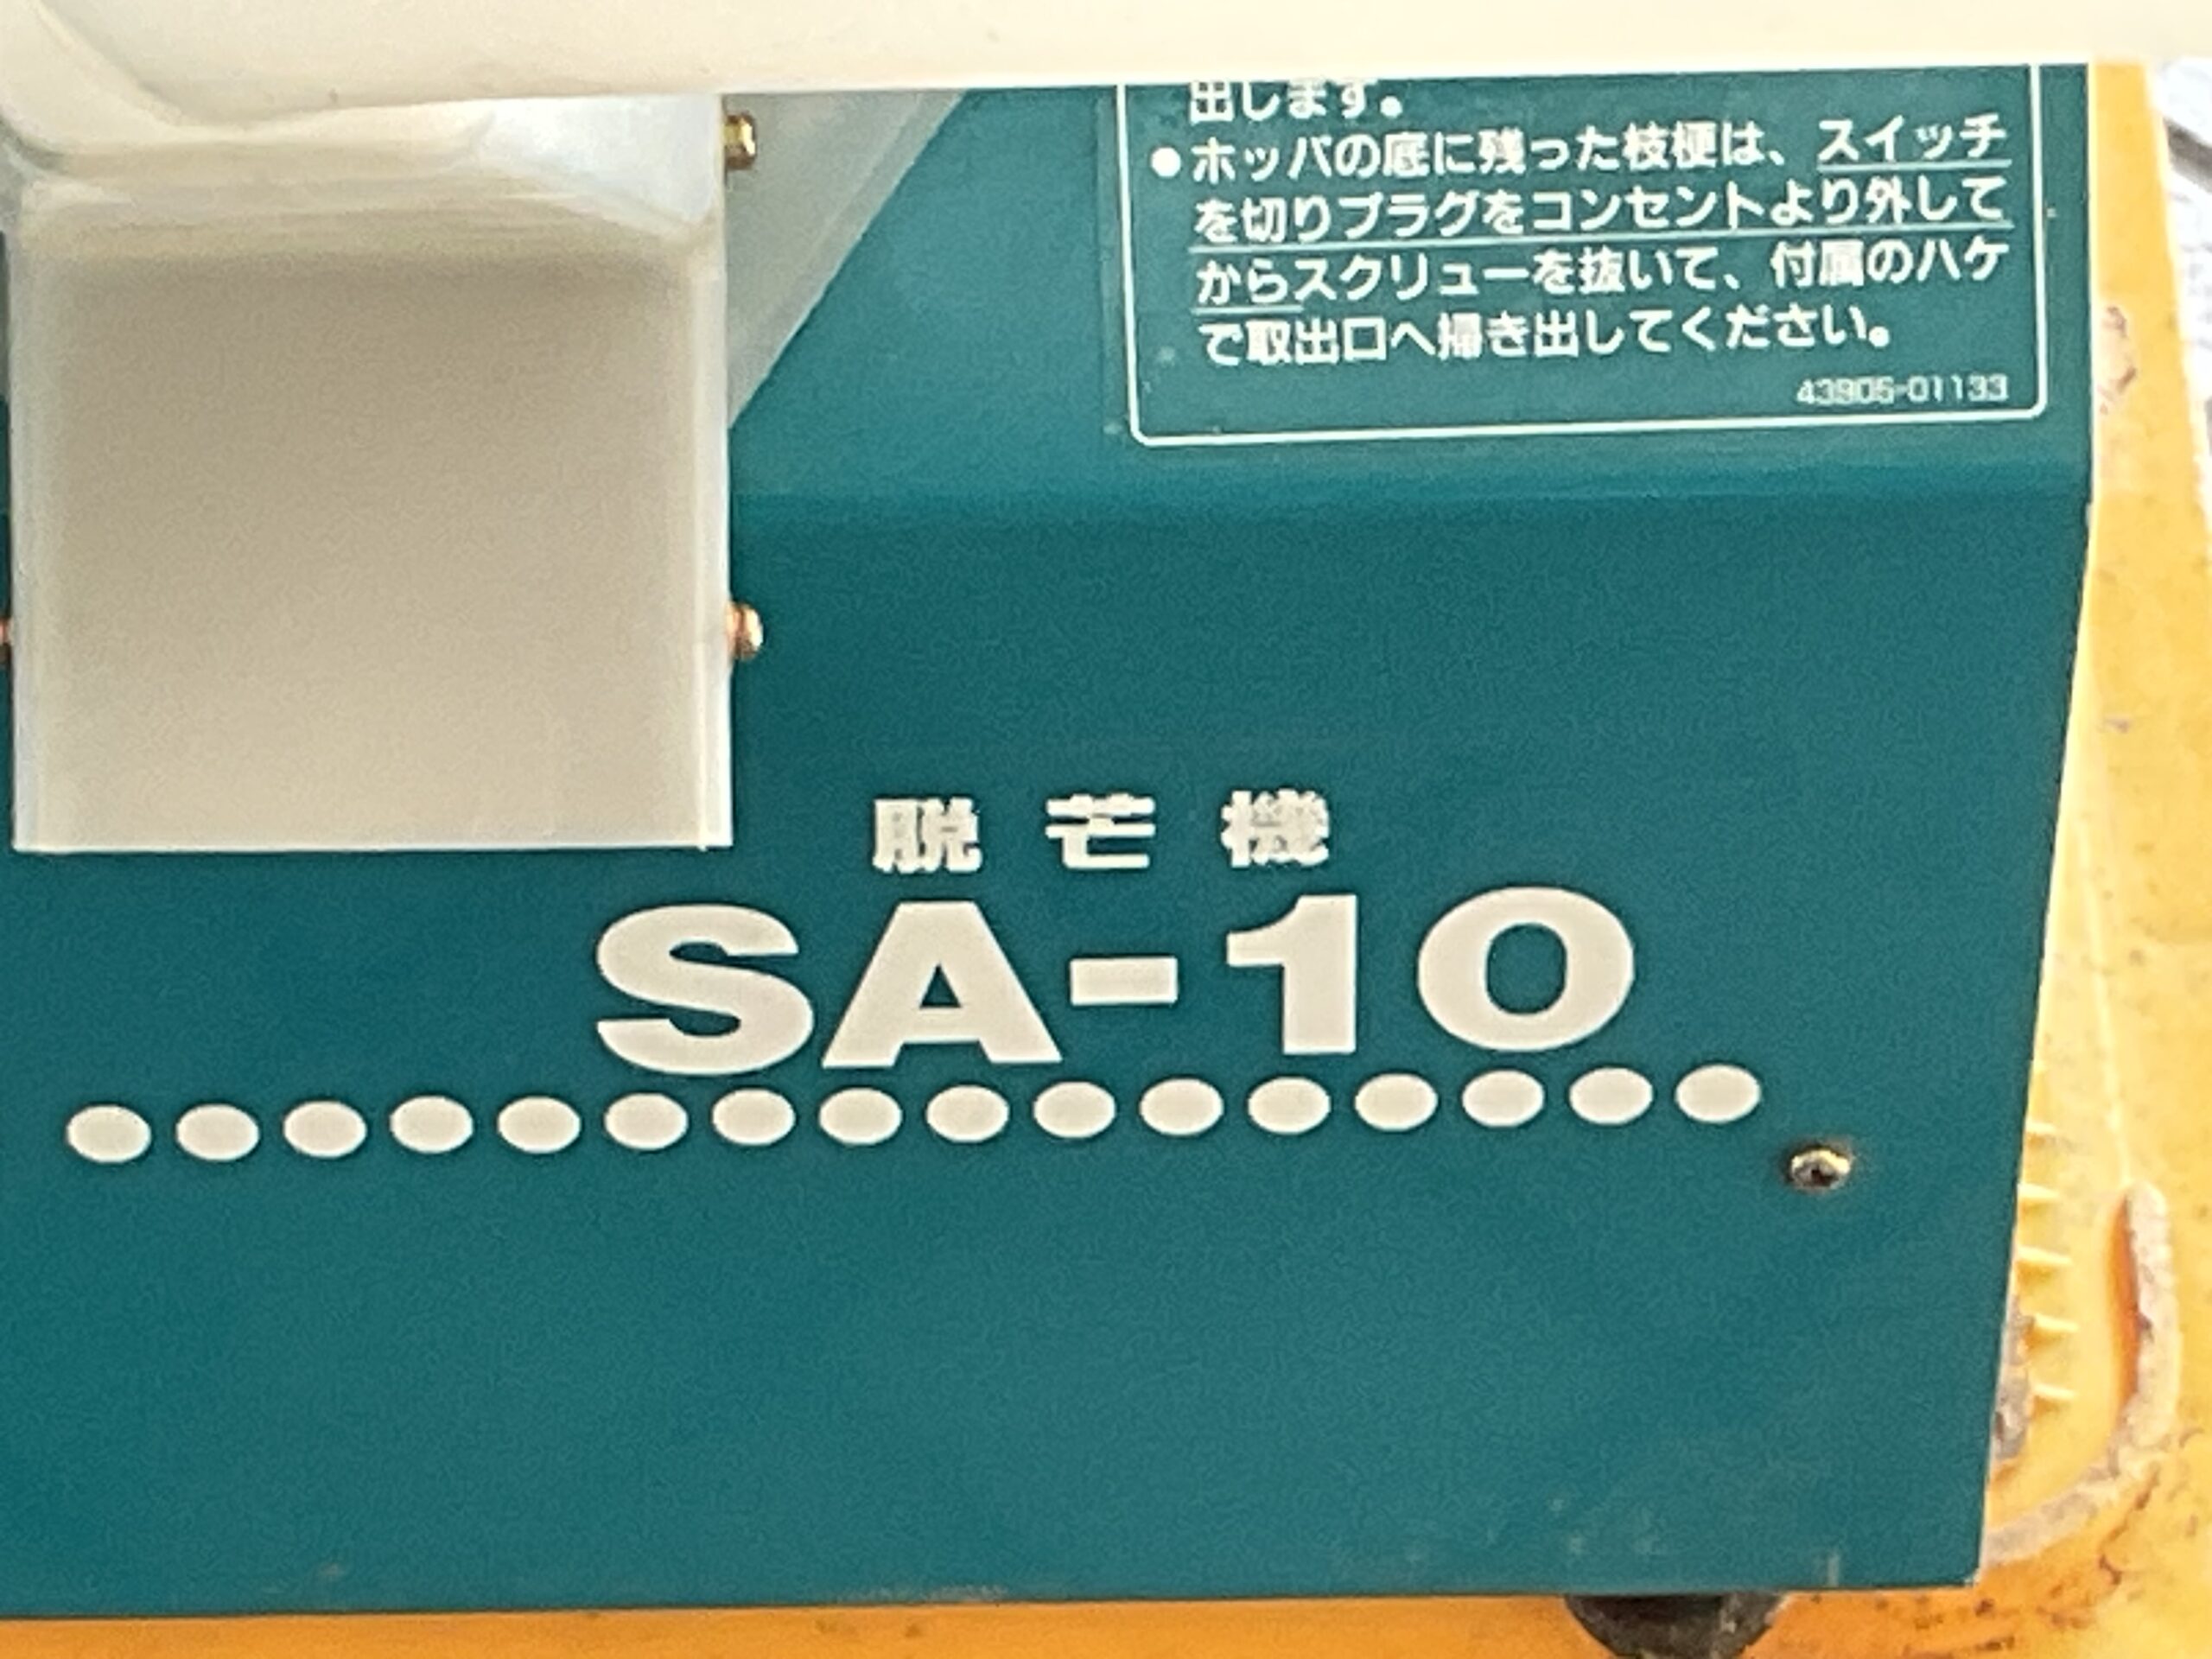 出します。
●ホッパの底に残った枝梗は、スイッチ
を切りプラグをコンセントより外して
からスクリューを抜いて、付属のハケ
で取出口へ掃き出してください。
43905-01133
脱芒機
SA-10